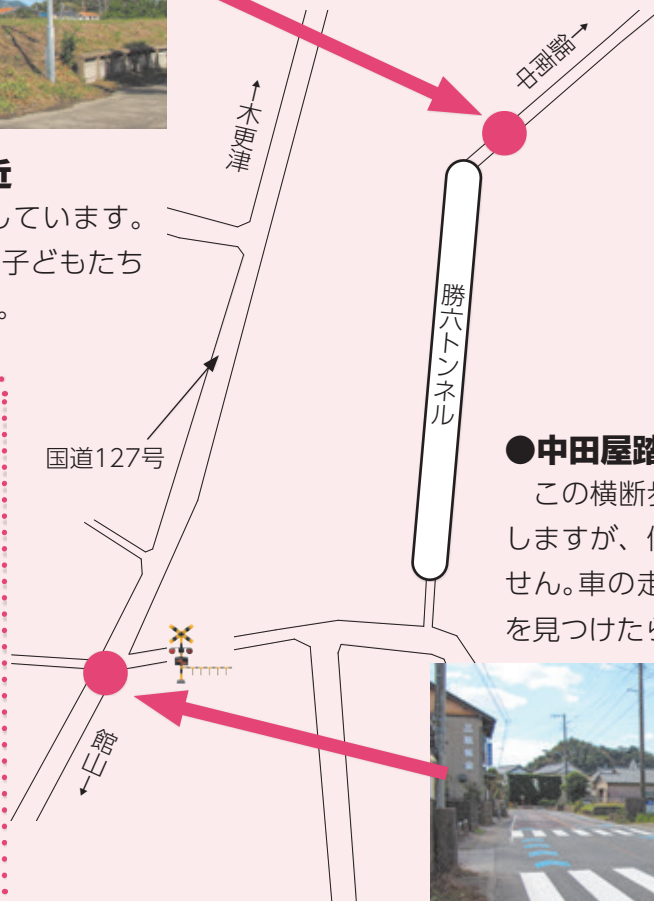 近
しています。
子どもたち
。
←木更津
鋸南中→
勝六トンネル
国道127号
●中田屋踏
この横断歩
しますが、
せん。車の走
を見つけたら
館山→